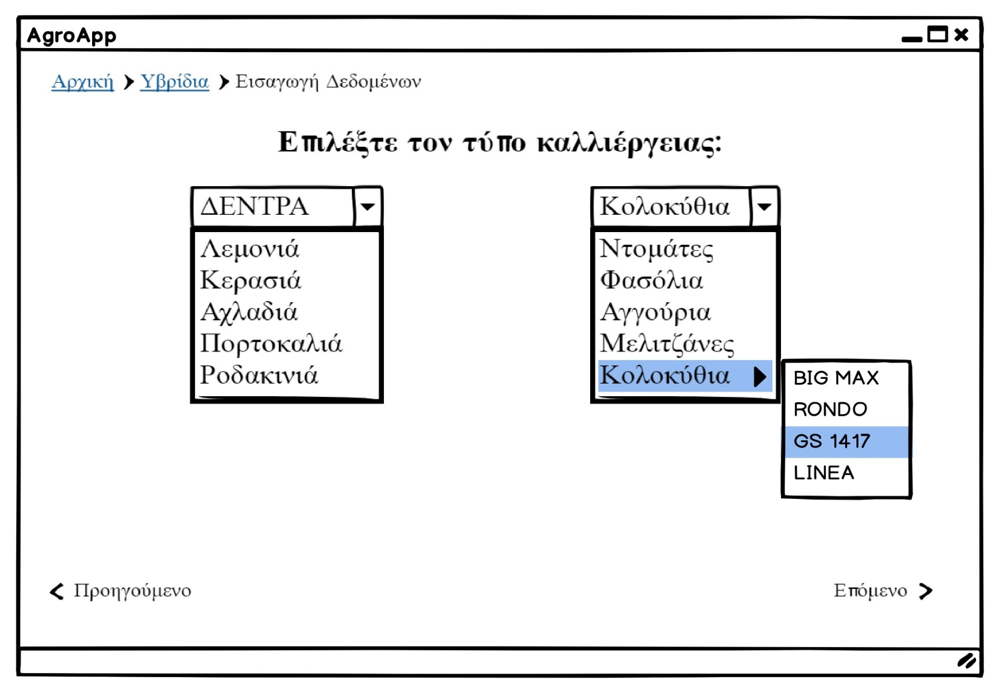 AgroApp
Αρχική Υβρίδια Εισαγωγή Δεδομένων
Επιλέξτε τον τύπο καλλιέργειας:
ΔΕΝΤΡΑ
Λεμονιά
Κερασιά
Αχλαδιά
Πορτοκαλιά
Ροδακινιά
Κολοκύθια
Ντομάτες
Φασόλια
Αγγούρια
Μελιτζάνες
Κολοκύθια
BIG MAX
RONDO
GS 1417
LINEA
Προηγούμενο
Επόμενο